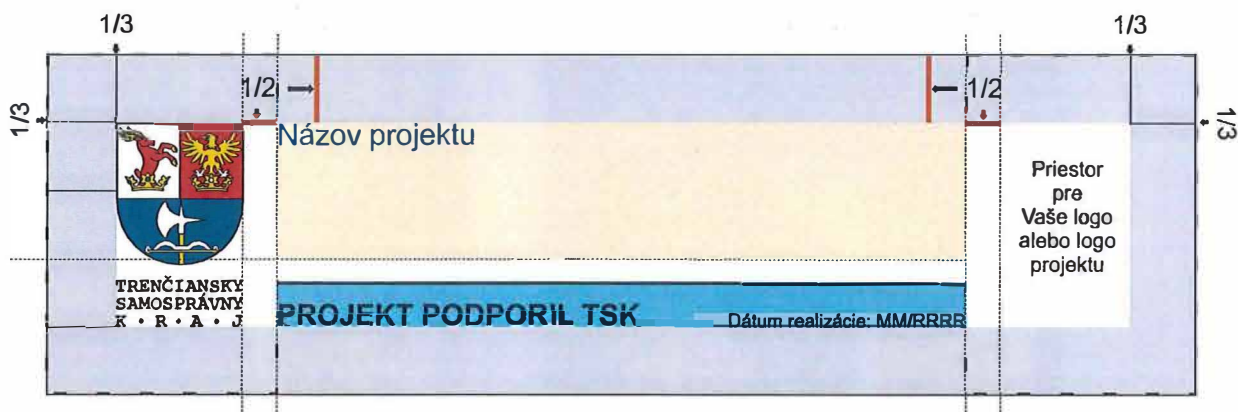 1/3
1/3
1/2
1/2
1/3
1/3
Názov projektu
Priestor
pre
Vaše logo
alebo logo
projektu
TRENČIANSKY
SAMOSPRÁVNY
K · R · A · J
PROJEKT PODPORIL TSK
Dátum realizácie: MM/RRRR